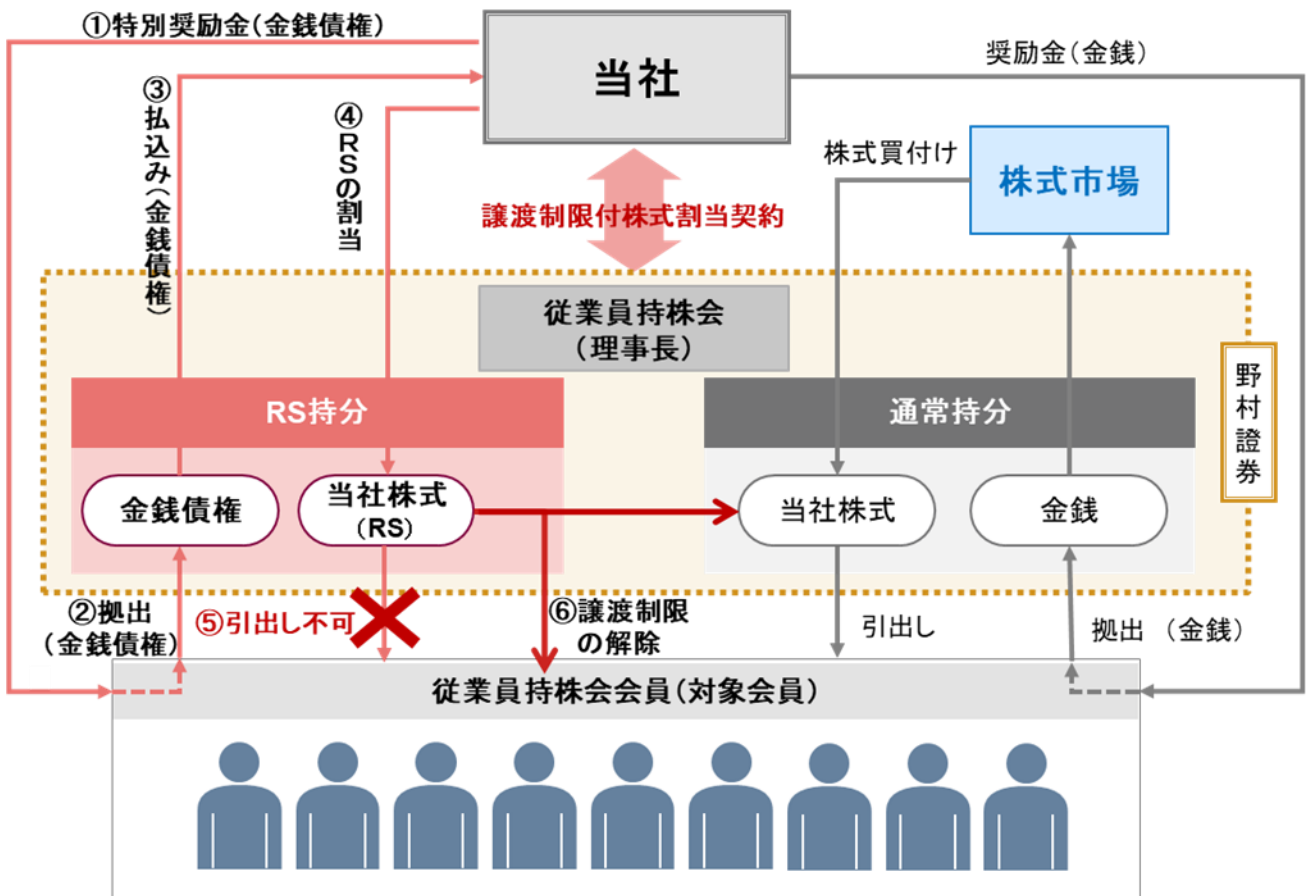 ①特別奨励金(金銭債権)
当社
奨励金(金銭)
③払込み(金銭債権)
④RSの割当
株式買付け
株式市場
譲渡制限付株式割当契約
従業員持株会
(理事長)
野村證券
RS持分
通常持分
金銭債権
当社株式
(RS)
当社株式
金銭
②拠出
(金銭債権)
⑤引出し不可
⑥譲渡制限
の解除
引出し
拠出 (金銭)
従業員持株会会員(対象会員)